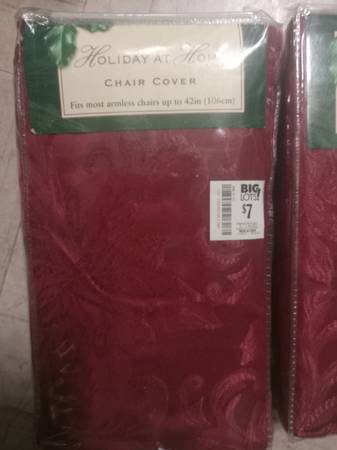 HOLIDAY AT HOME
CHAIR COVER
Fits most armless chairs up to 42in (106cm)
BIG!
LOTS
$7